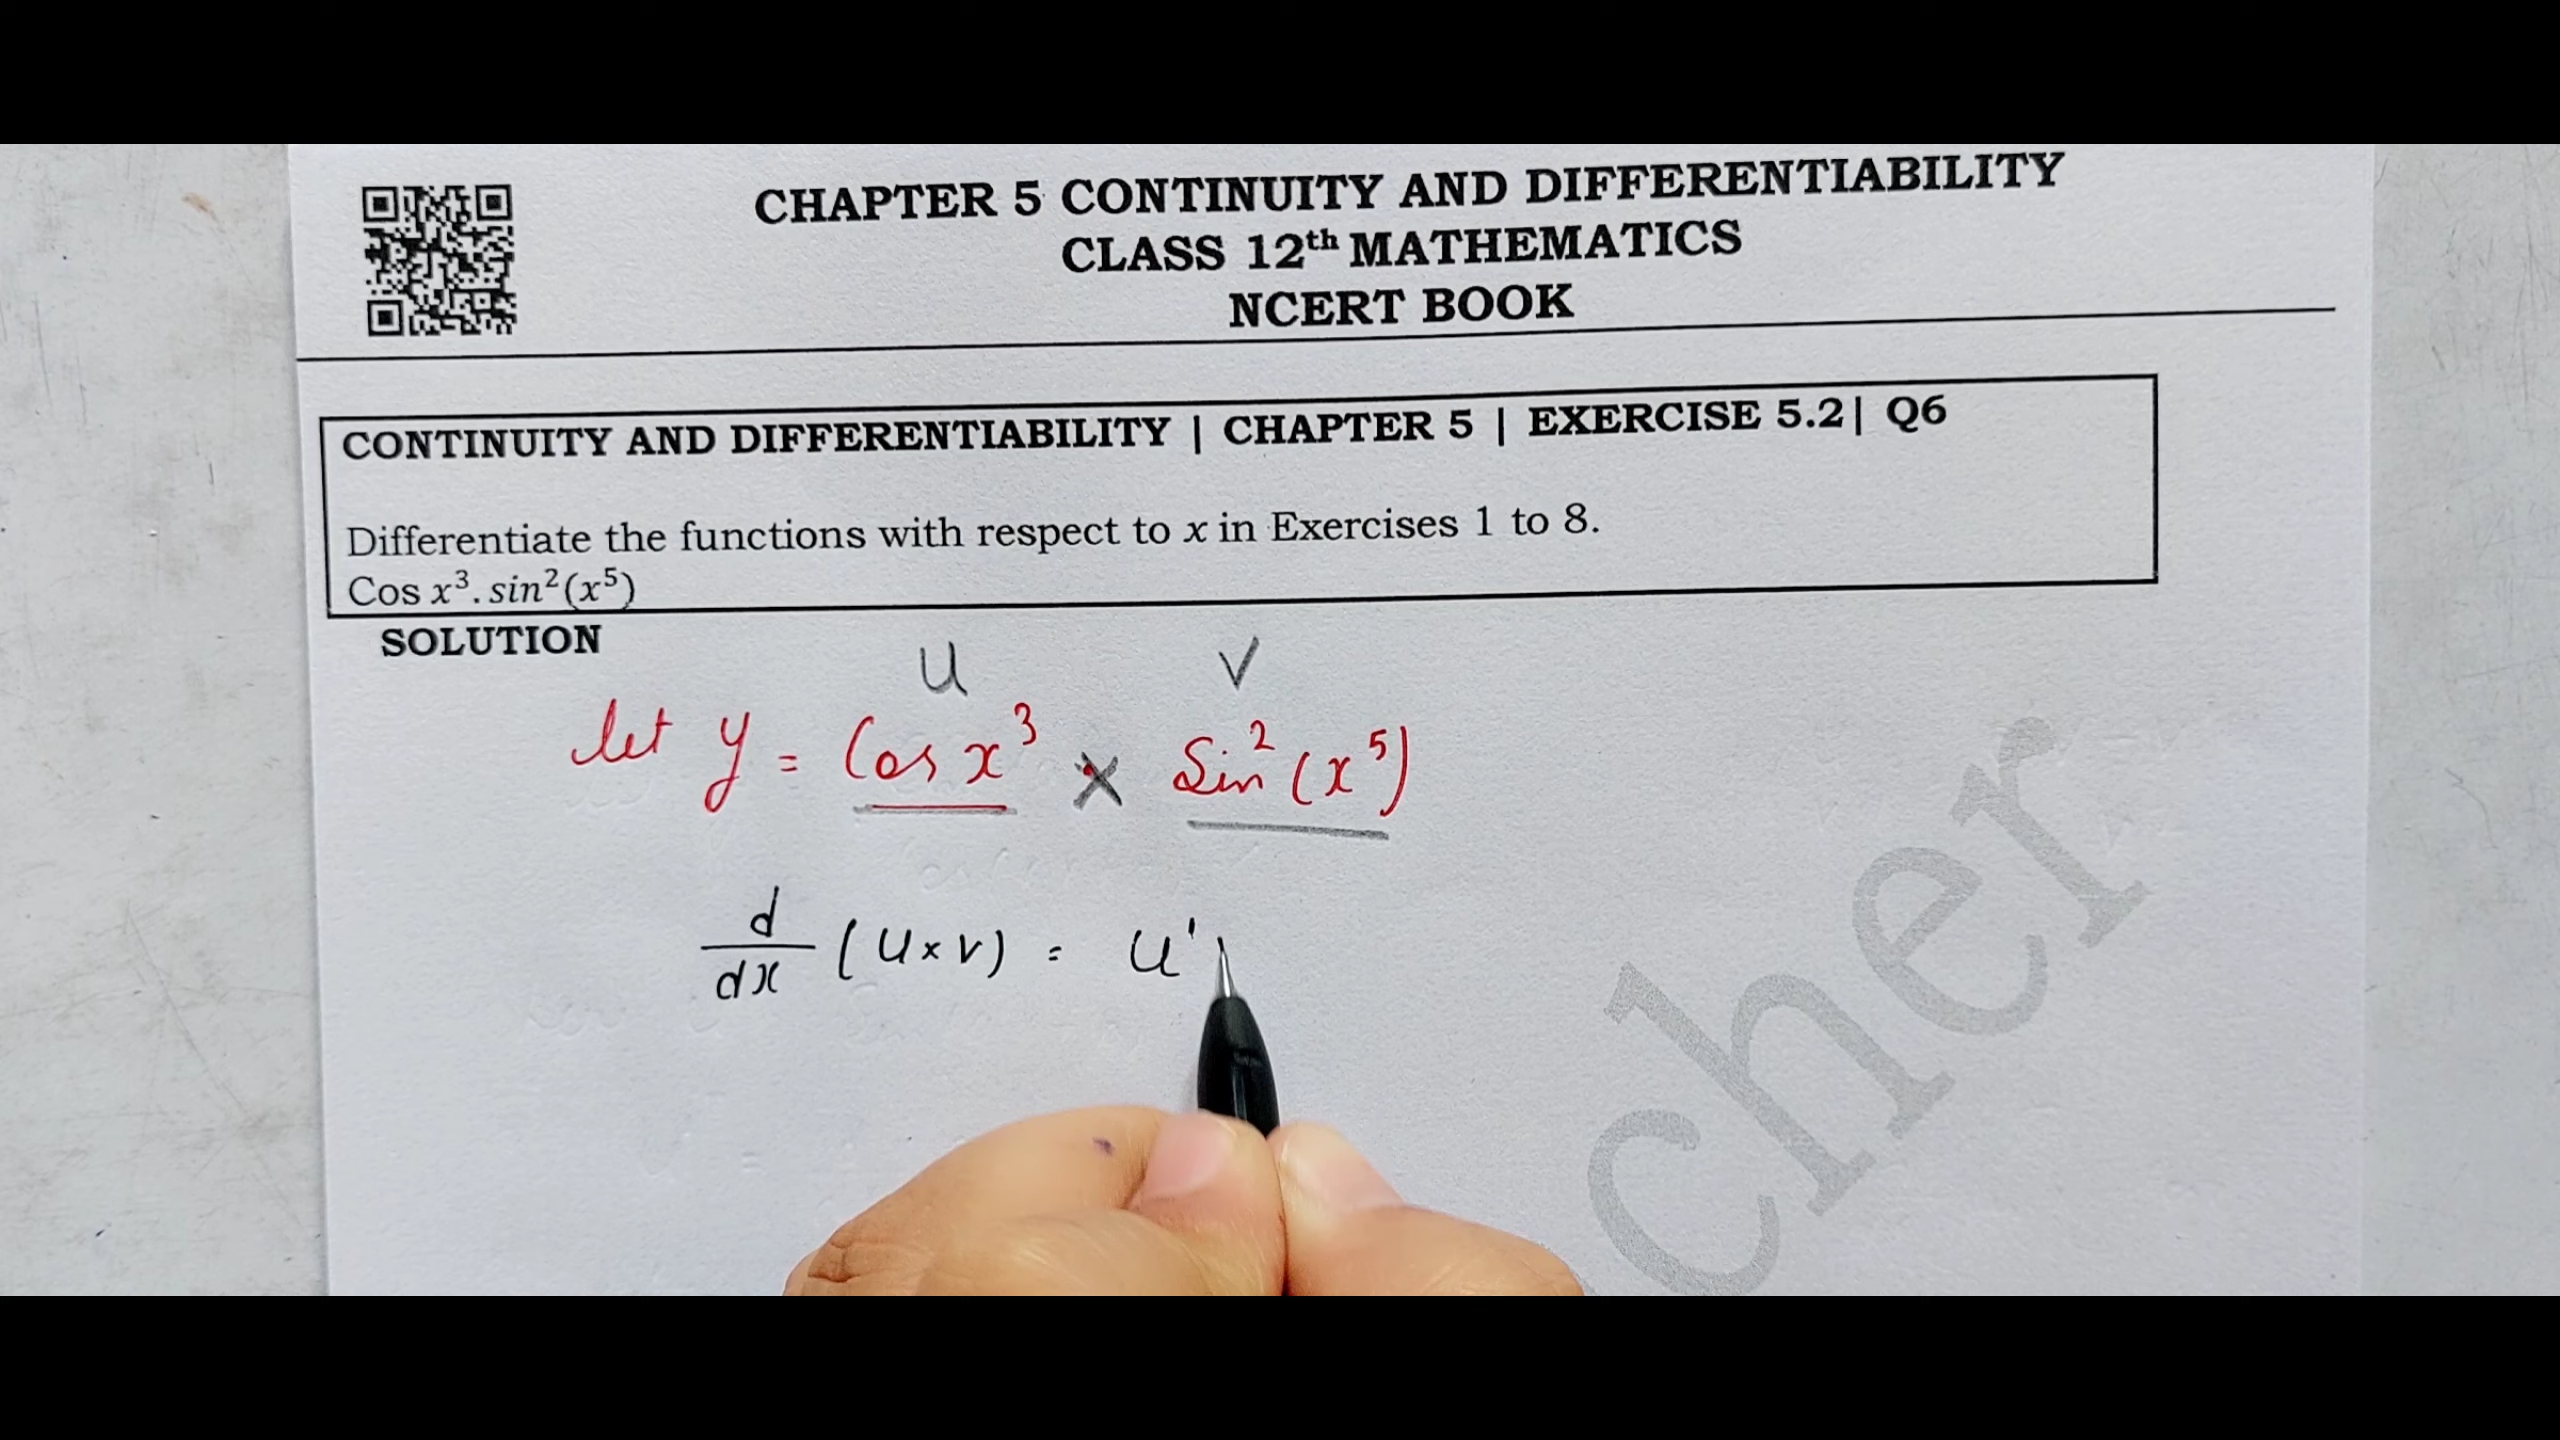 CHAPTER 5 CONTINUITY AND DIFFERENTIABILITY
CLASS 12th MATHEMATICS
NCERT BOOK
CONTINUITY AND DIFFERENTIABILITY | CHAPTER 5 | EXERCISE 5.2| Q6
Differentiate the functions with respect to x in Exercises 1 to 8.
Cos x³. sin²(x⁵)
SOLUTION
u v
let y = Cos x³ × Sin²(x⁵)
d/dx (u×v) = u'
cher